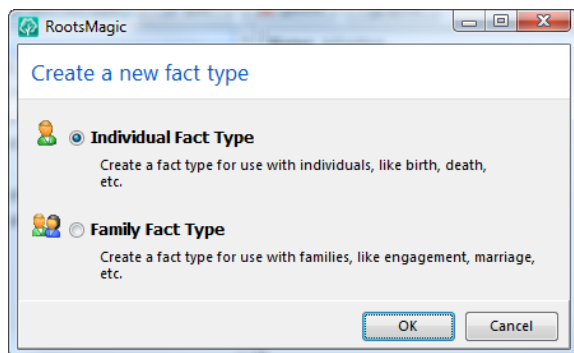 RootsMagic
Create a new fact type
Individual Fact Type
Create a fact type for use with individuals, like birth, death,
etc.
Family Fact Type
Create a fact type for use with families, like engagement, marriage,
etc.
OK
Cancel